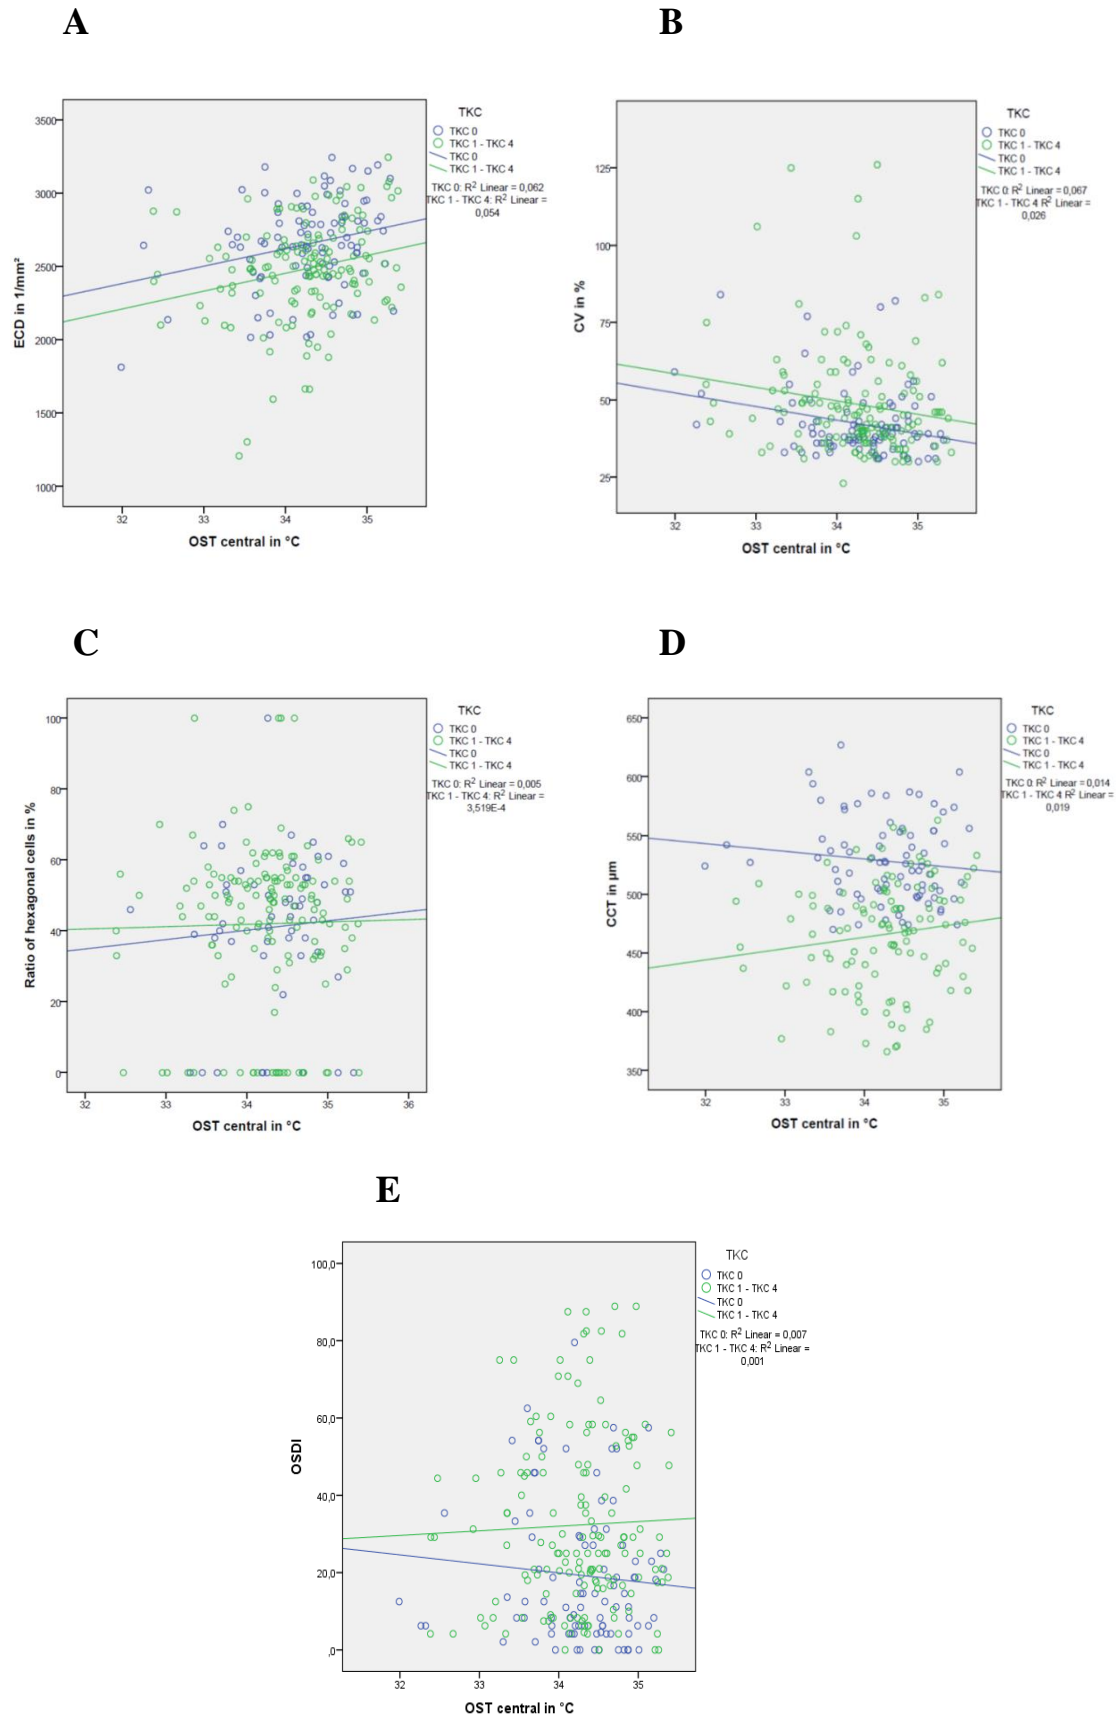 A
B
3500
3000
2500
2000
1500
1000
ECD in 1/mm²
32
33
34
35
OST central in °C
TKC
TKC 0
TKC 1 - TKC 4
TKC 0
TKC 1 - TKC 4
TKC 0: R² Linear = 0,062
TKC 1 - TKC 4: R² Linear =
0,054
125
100
75
50
25
CV in %
32
33
34
35
OST central in °C
TKC
TKC 0
TKC 1 - TKC 4
TKC 0
TKC 1 - TKC 4
TKC 0: R² Linear = 0,067
TKC 1 - TKC 4 R² Linear =
0,026
C
D
100
80
60
40
20
0
Ratio of hexagonal cells in %
32
33
34
35
36
OST central in °C
TKC
TKC 0
TKC 1 - TKC 4
TKC 0
TKC 1 - TKC 4
TKC 0: R² Linear = 0,005
TKC 1 - TKC 4: R² Linear =
3,519E-4
650
600
550
500
450
400
350
CCT in µm
32
33
34
35
OST central in °C
TKC
TKC 0
TKC 1 - TKC 4
TKC 0
TKC 1 - TKC 4
TKC 0: R² Linear = 0,014
TKC 1 - TKC 4 R² Linear =
0,019
E
100,0
80,0
60,0
40,0
20,0
,0
OSDI
32
33
34
35
OST central in °C
TKC
TKC 0
TKC 1 - TKC 4
TKC 0
TKC 1 - TKC 4
TKC 0: R² Linear = 0,007
TKC 1 - TKC 4: R² Linear =
0,001